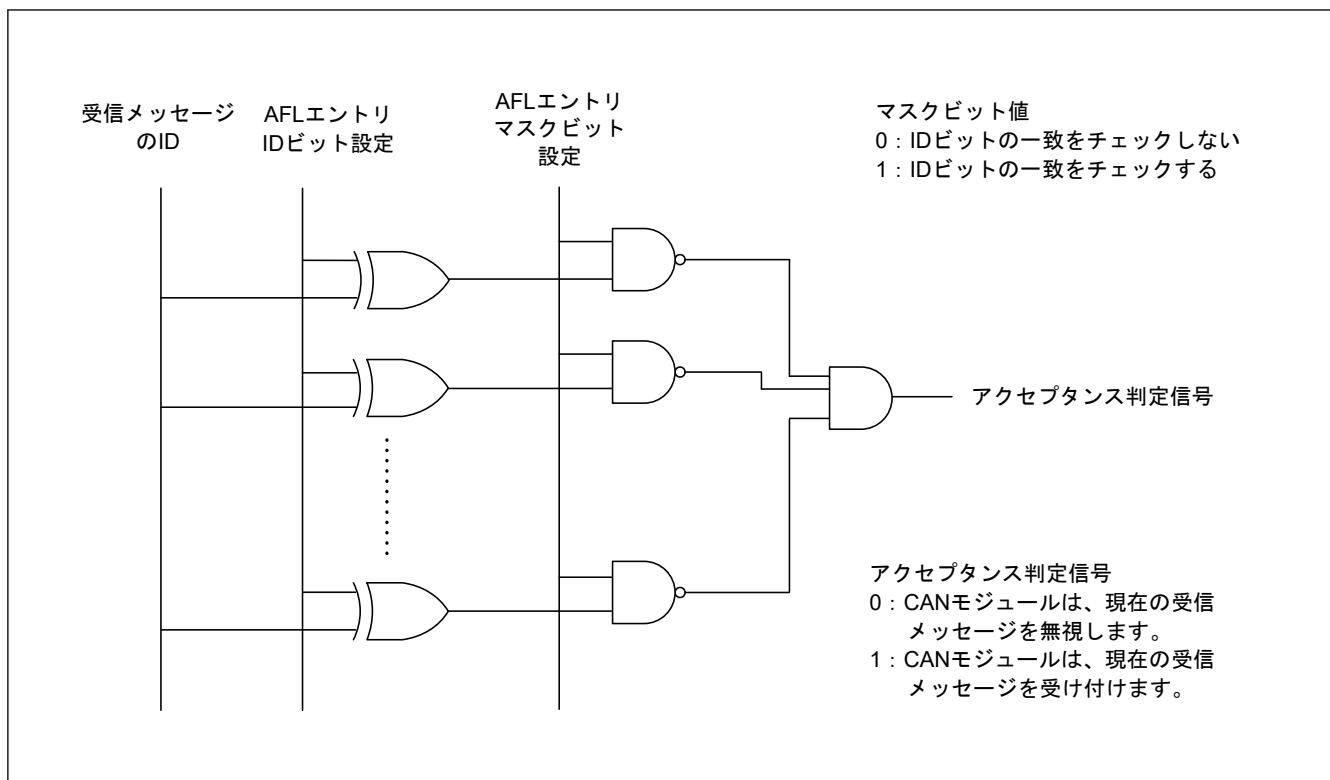 受信メッセージ
のID
AFLエントリ
IDビット設定
AFLエントリ
マスクビット
設定
マスクビット値
0：IDビットの一致をチェックしない
1：IDビットの一致をチェックする
アクセプタンス判定信号
アクセプタンス判定信号
0：CANモジュールは、現在の受信
メッセージを無視します。
1：CANモジュールは、現在の受信
メッセージを受け付けます。